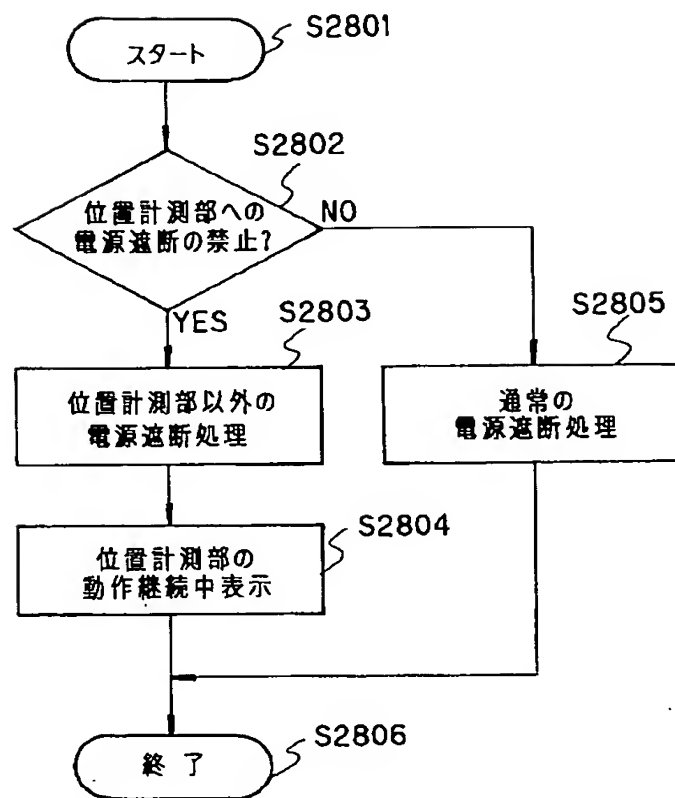 S2801
スタート
S2802
位置計測部への
電源遮断の禁止?
NO
YES
S2803
位置計測部以外の
電源遮断処理
S2805
通常の
電源遮断処理
S2804
位置計測部の
動作継続中表示
S2806
終了